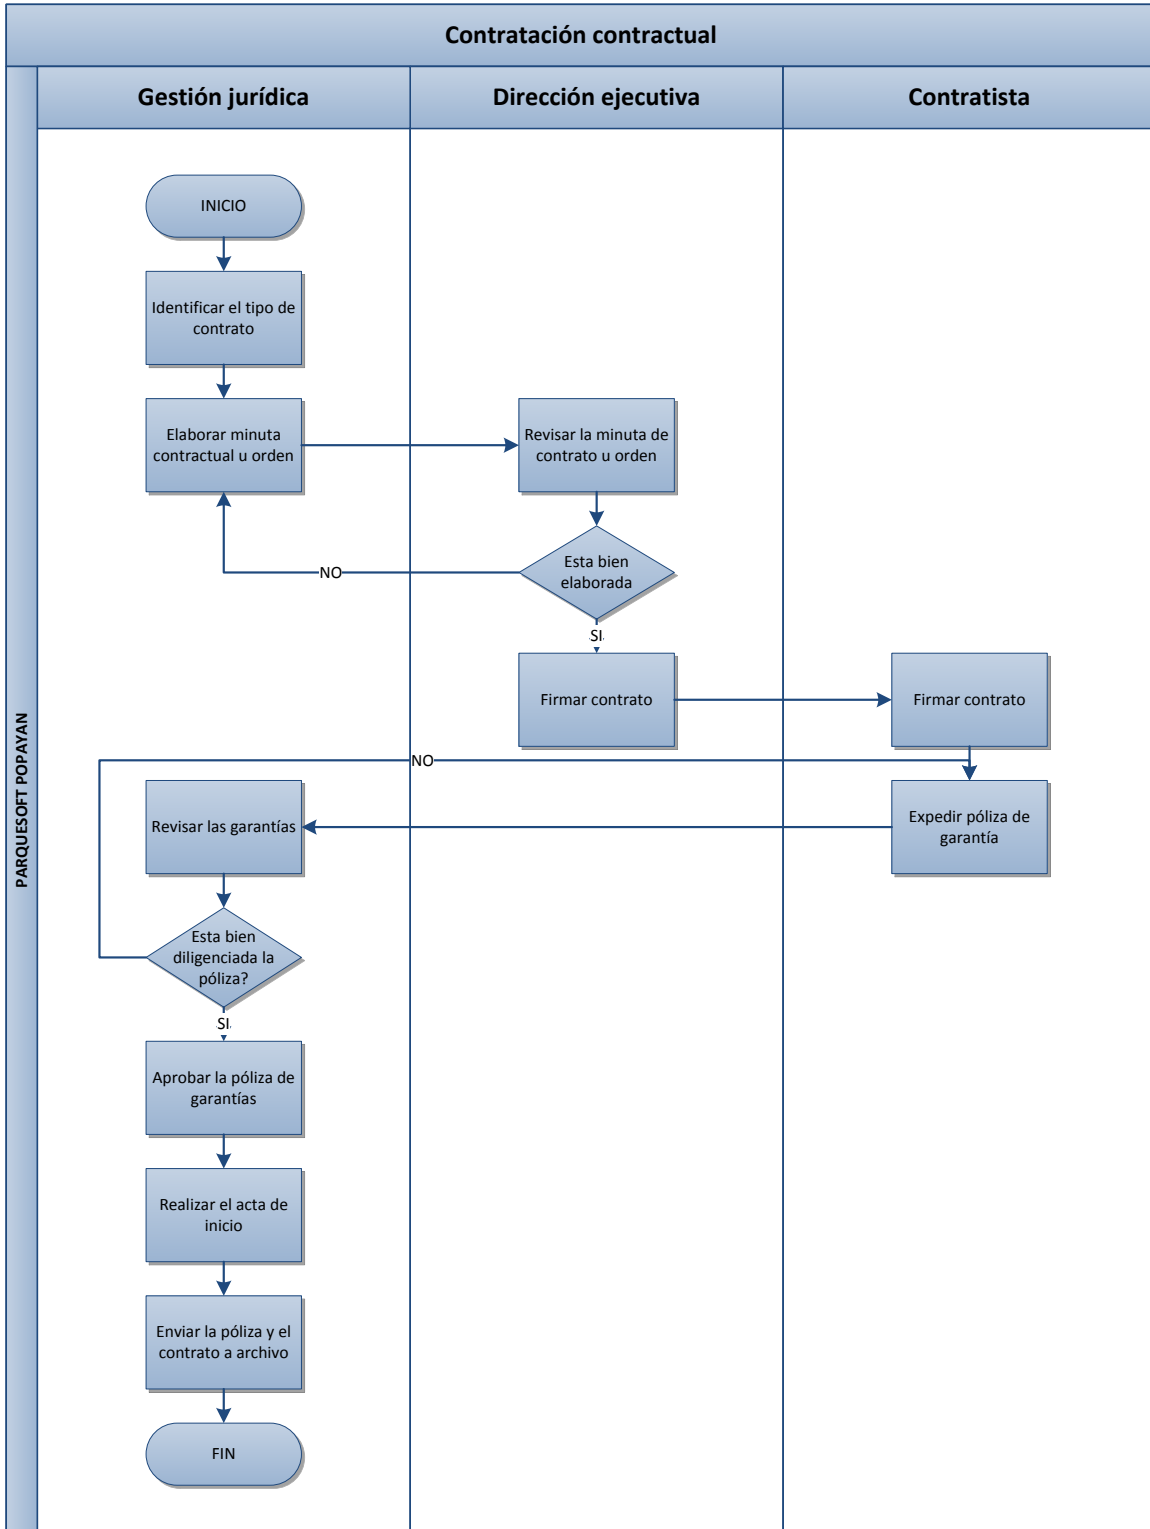 Contratación contractual
PARQUESOFT POPAYAN
Gestión jurídica
Dirección ejecutiva
Contratista
INICIO
Identificar el tipo de
contrato
Elaborar minuta
contractual u orden
Revisar la minuta de
contrato u orden
Esta bien
elaborada
NO
SI
Firmar contrato
Firmar contrato
NO
Expedir póliza de
garantía
Revisar las garantías
Esta bien
diligenciada la
póliza?
SI
Aprobar la póliza de
garantías
Realizar el acta de
inicio
Enviar la póliza y el
contrato a archivo
FIN